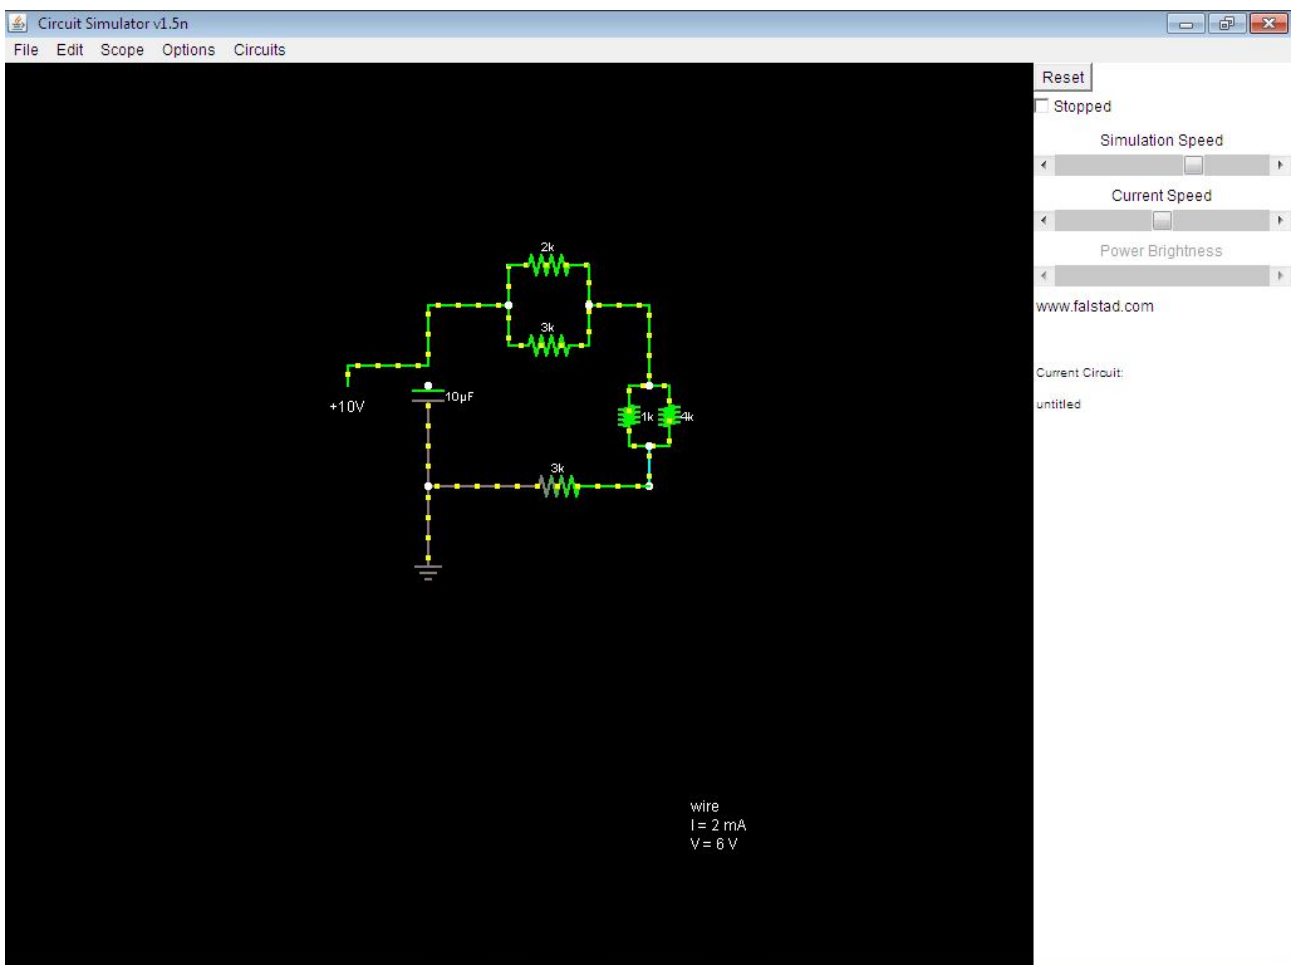 Circuit Simulator v1.5n
File Edit Scope Options Circuits
Reset
Stopped
Simulation Speed
Current Speed
Power Brightness
www.falstad.com
Current Circuit:
untitled
2k
3k
+10V
10µF
1k
4k
3k
wire
I = 2 mA
V = 6 V